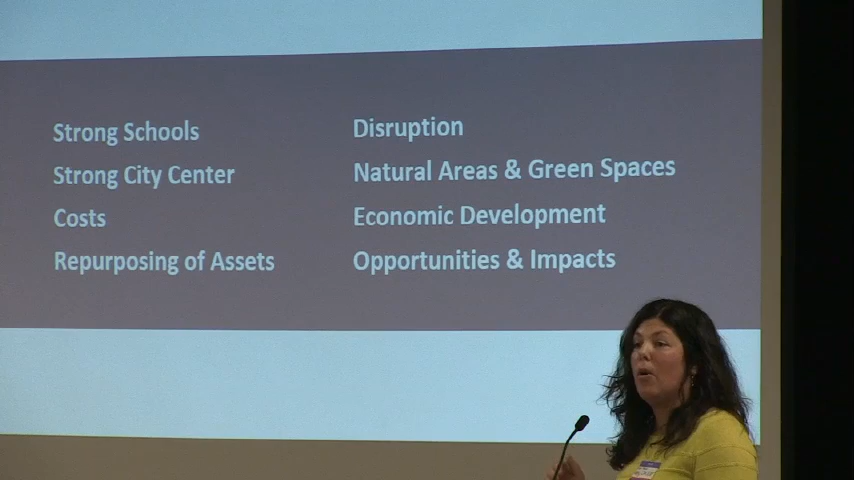 Strong Schools
Strong City Center
Costs
Repurposing of Assets
Disruption
Natural Areas & Green Spaces
Economic Development
Opportunities & Impacts